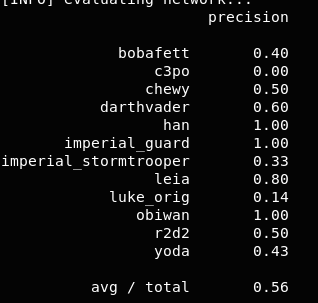 [INFO] evaluating network...
precision
bobafett 0.40
c3po 0.00
chewy 0.50
darthvader 0.60
han 1.00
imperial_guard 1.00
imperial_stormtrooper 0.33
leia 0.80
luke_orig 0.14
obiwan 1.00
r2d2 0.50
yoda 0.43
avg / total 0.56